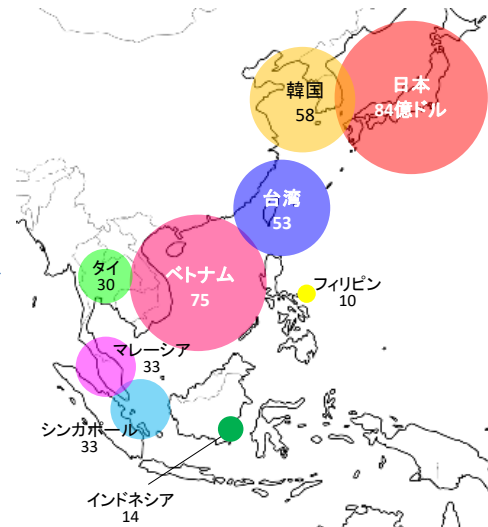 日本
84億ドル
韓国
58
台湾
53
タイ
30
ベトナム
75
フィリピン
10
マレーシア
33
シンガポール
33
インドネシア
14